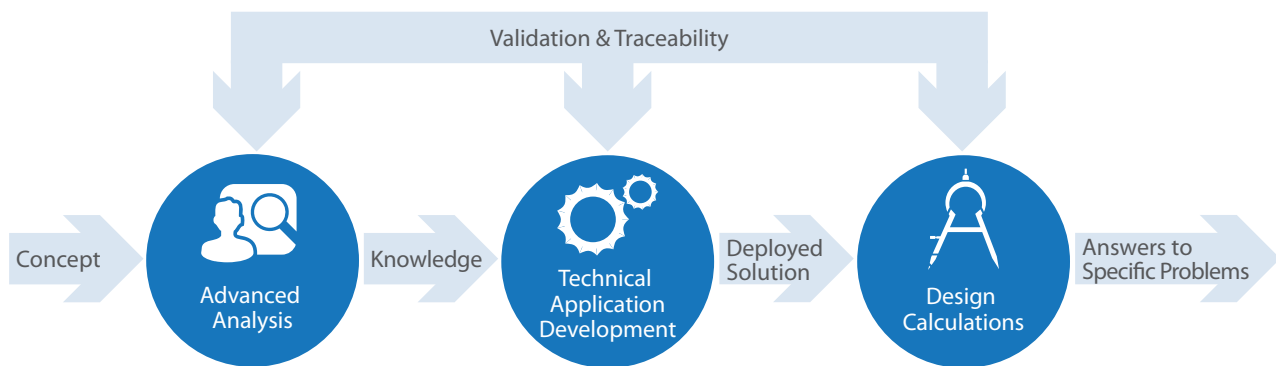 Validation & Traceability
Concept
Advanced
Analysis
Knowledge
Technical
Application
Development
Deployed
Solution
Design
Calculations
Answers to
Specific Problems